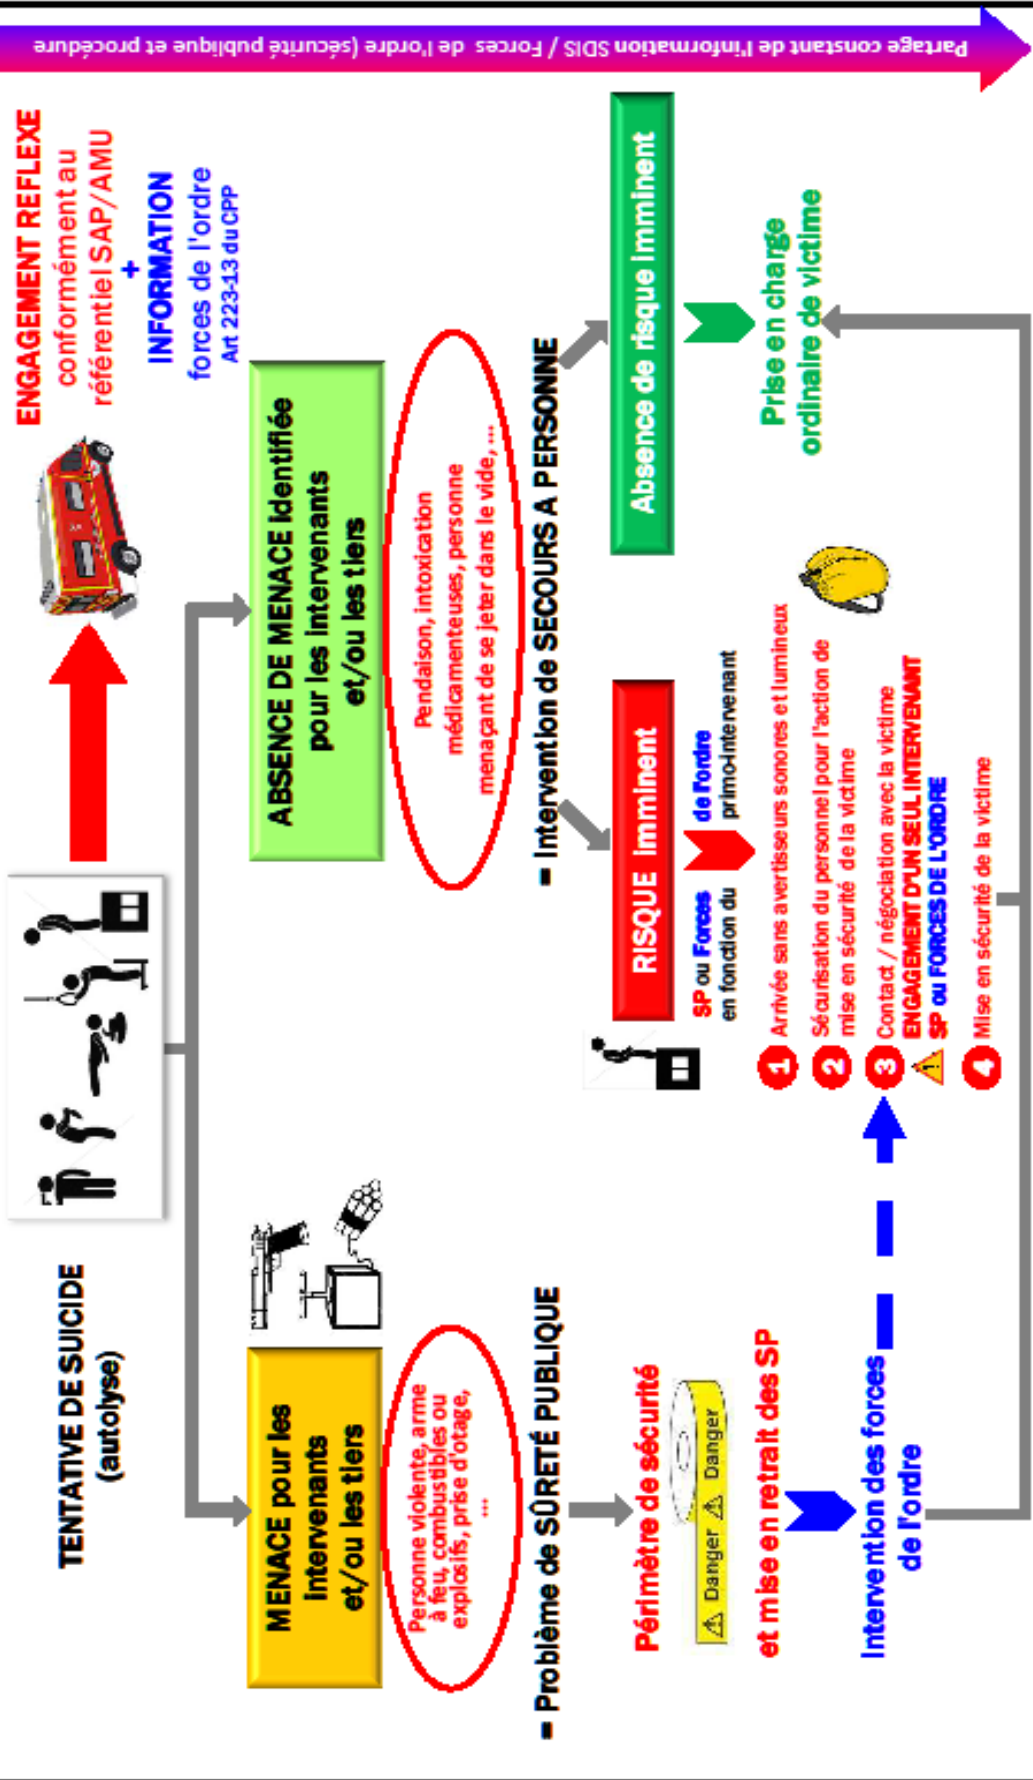 TENTATIVE DE SUICIDE
(autolyse)
ENGAGEMENT REFLEXE
conformément au
référentiel SAP/AMU
+
INFORMATION
forces de l'ordre
Art 223-13 du CPP
MENACE pour les
intervenants
et/ou les tiers
Personne violente, arme
à feu, combustibles ou
explosifs, prise d'otage,
...
= Problème de SÛRETÉ PUBLIQUE
Périmètre de sécurité
Danger Danger
et mise en retrait des SP
Intervention des forces
de l'ordre
ABSENCE DE MENACE identifiée
pour les intervenants
et/ou les tiers
Pendaison, intoxication
médicamenteuses, personne
menaçant de se jeter dans le vide, ...
= Intervention de SECOURS A PERSONNE
RISQUE imminent
SP ou Forces de l'ordre
en fonction du primo-intervenant
1 Arrivée sans avertisseurs sonores et lumineux
2 Sécurisation du personnel pour l'action de
mise en sécurité de la victime
3 Contact / négociation avec la victime
ENGAGEMENT D'UN SEUL INTERVENANT
SP ou FORCES DE L'ORDRE
4 Mise en sécurité de la victime
Absence de risque imminent
Prise en charge
ordinaire de victime
Partage constant de l'information SDIS / Forces de l'ordre (sécurité publique et procédure